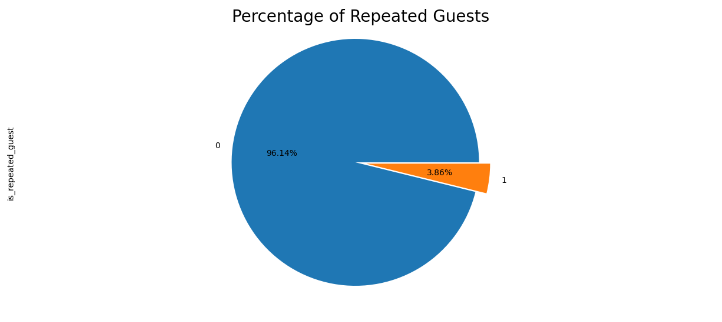 Percentage of Repeated Guests
is_repeated_guest
0
96.14%
3.86%
1